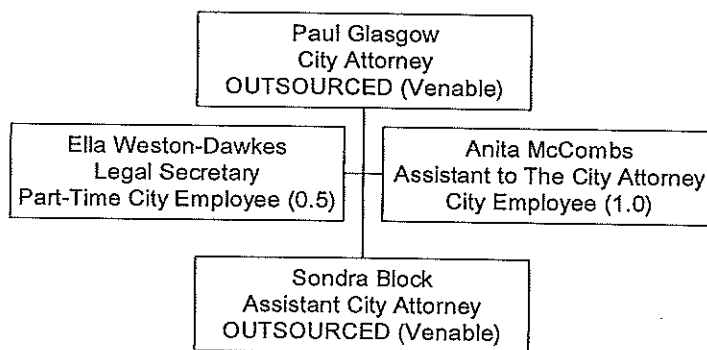 Paul Glasgow
City Attorney
OUTSOURCED (Venable)
Ella Weston-Dawkes
Legal Secretary
Part-Time City Employee (0.5)
Anita McCombs
Assistant to The City Attorney
City Employee (1.0)
Sondra Block
Assistant City Attorney
OUTSOURCED (Venable)